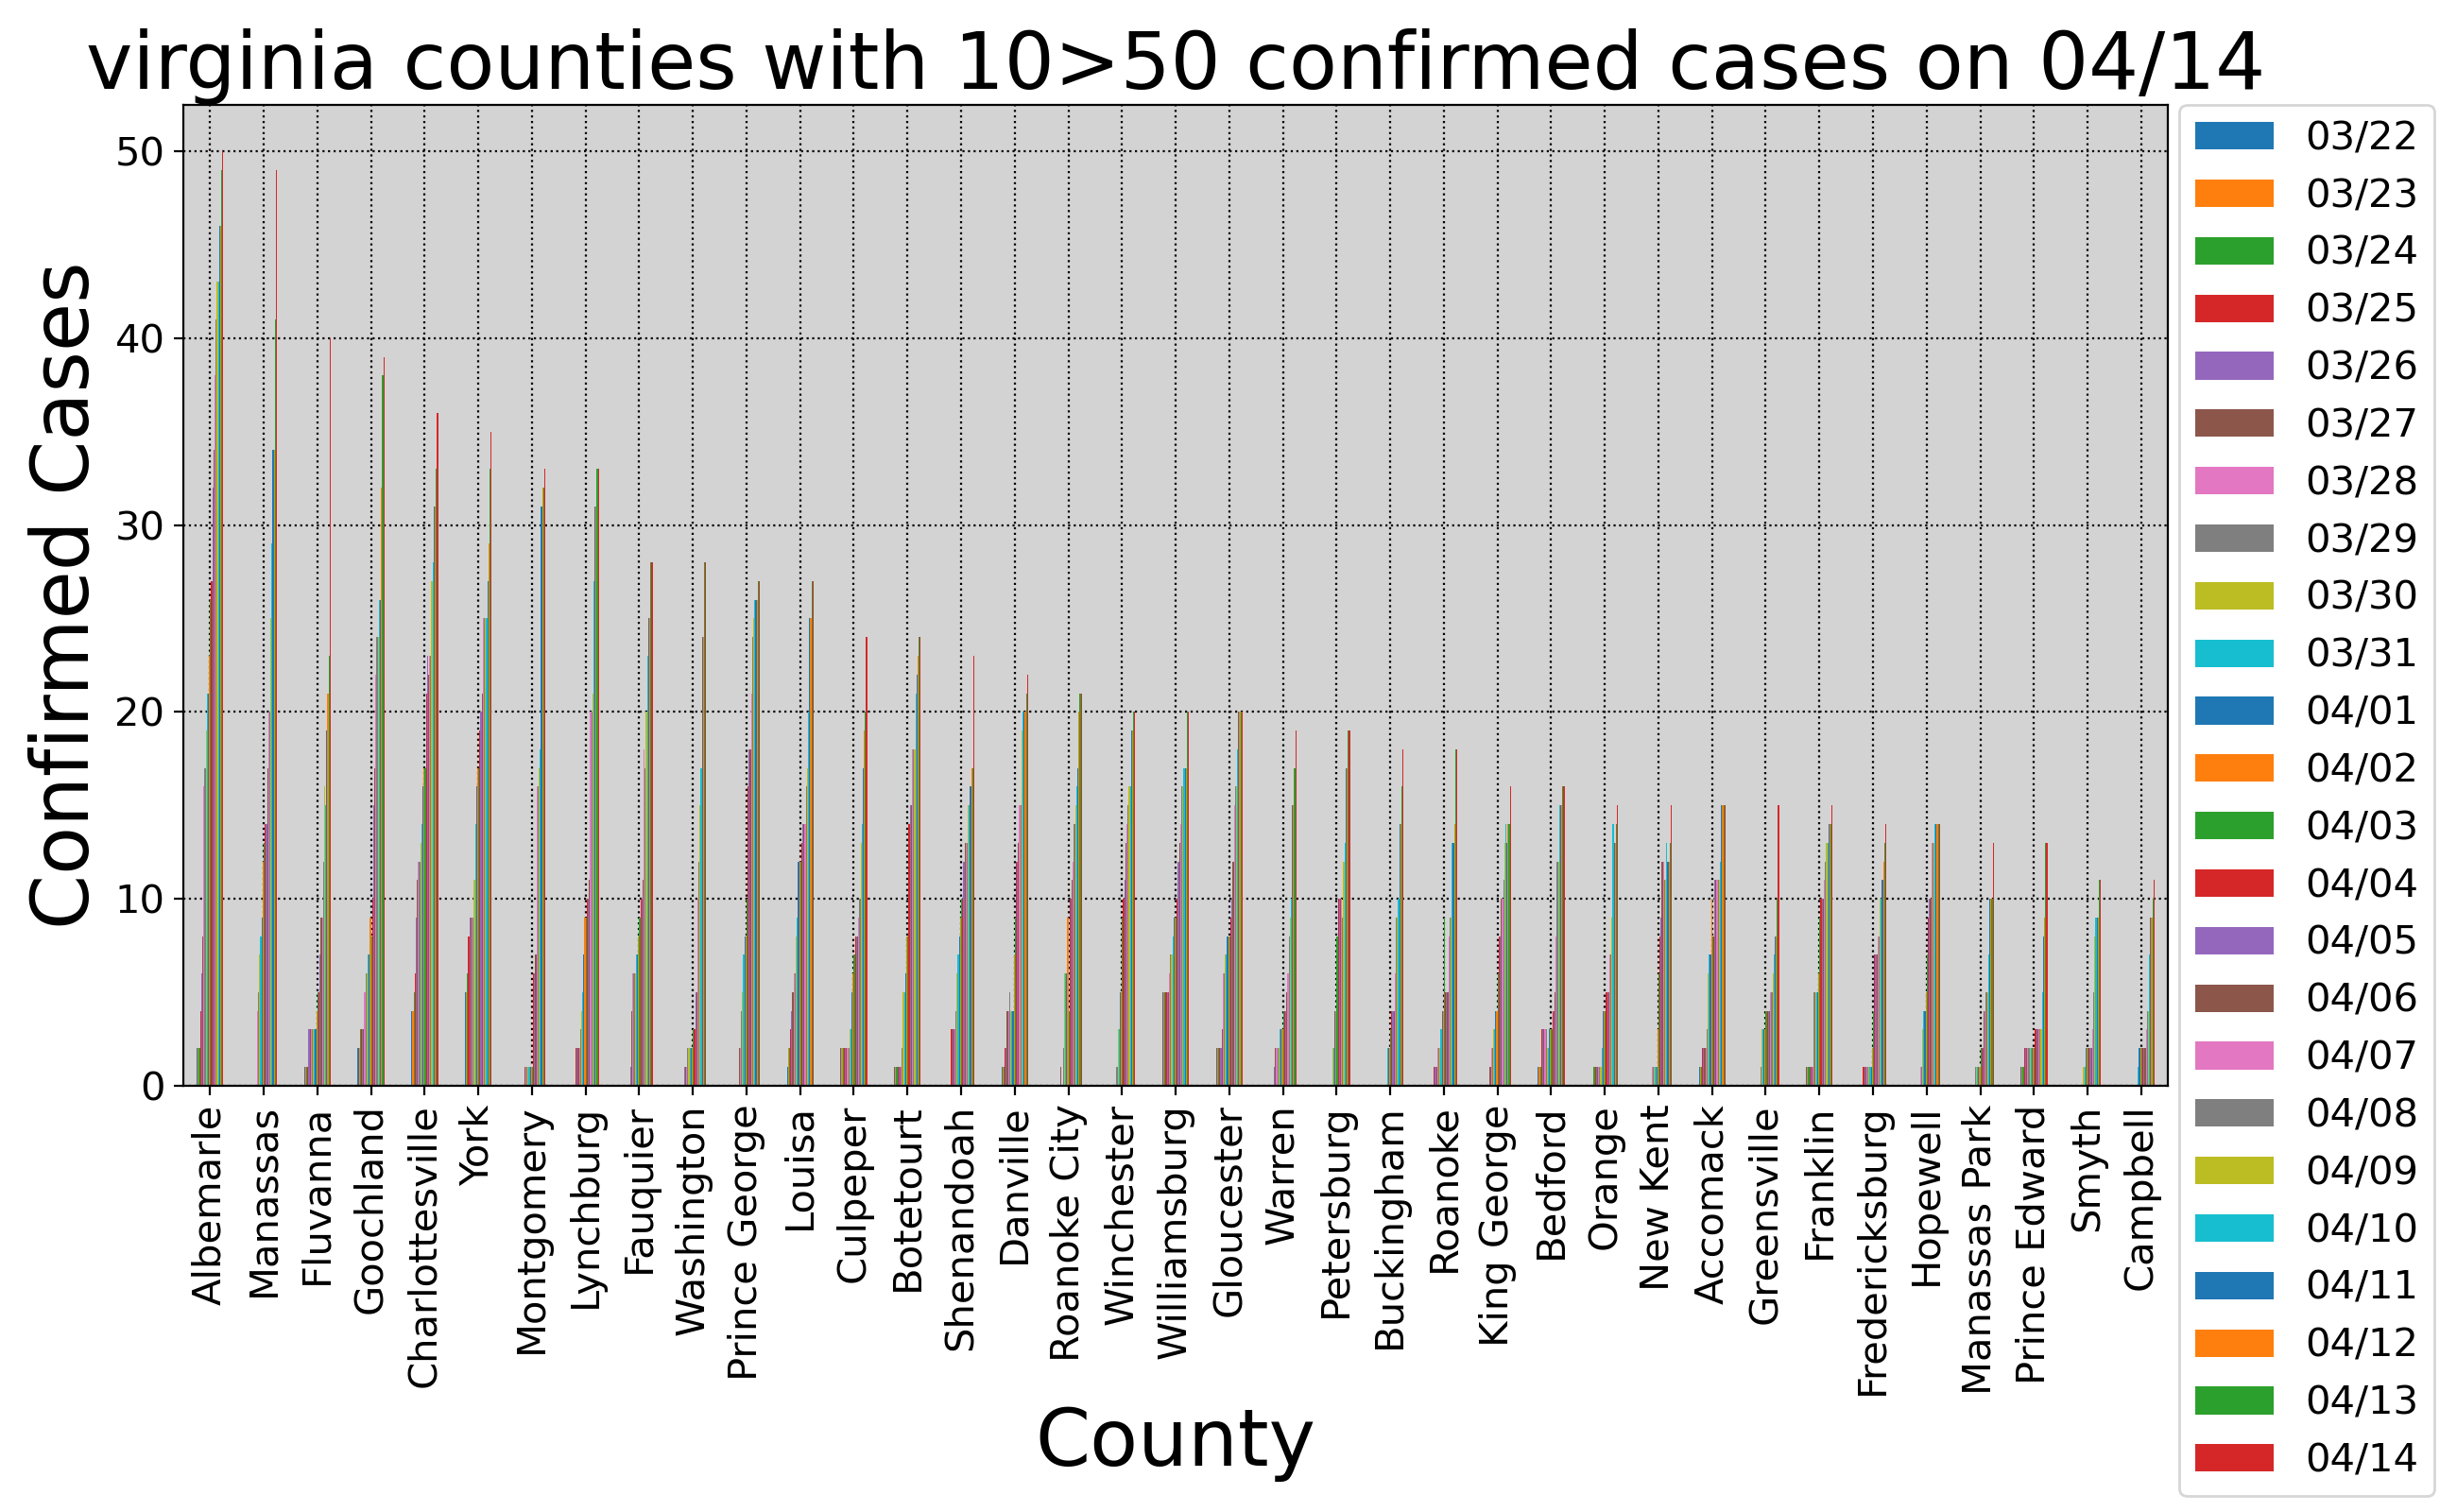 virginia counties with 10>50 confirmed cases on 04/14
Confirmed Cases
50
40
30
20
10
0
Albemarle
Manassas
Fluvanna
Goochland
Charlottesville
York
Montgomery
Lynchburg
Fauquier
Washington
Prince George
Louisa
Culpeper
Botetourt
Shenandoah
Danville
Roanoke City
Winchester
Williamsburg
Gloucester
Warren
Petersburg
Buckingham
Roanoke
King George
Bedford
Orange
New Kent
Accomack
Greensville
Franklin
Fredericksburg
Hopewell
Manassas Park
Prince Edward
Smyth
Campbell
County
03/22
03/23
03/24
03/25
03/26
03/27
03/28
03/29
03/30
03/31
04/01
04/02
04/03
04/04
04/05
04/06
04/07
04/08
04/09
04/10
04/11
04/12
04/13
04/14